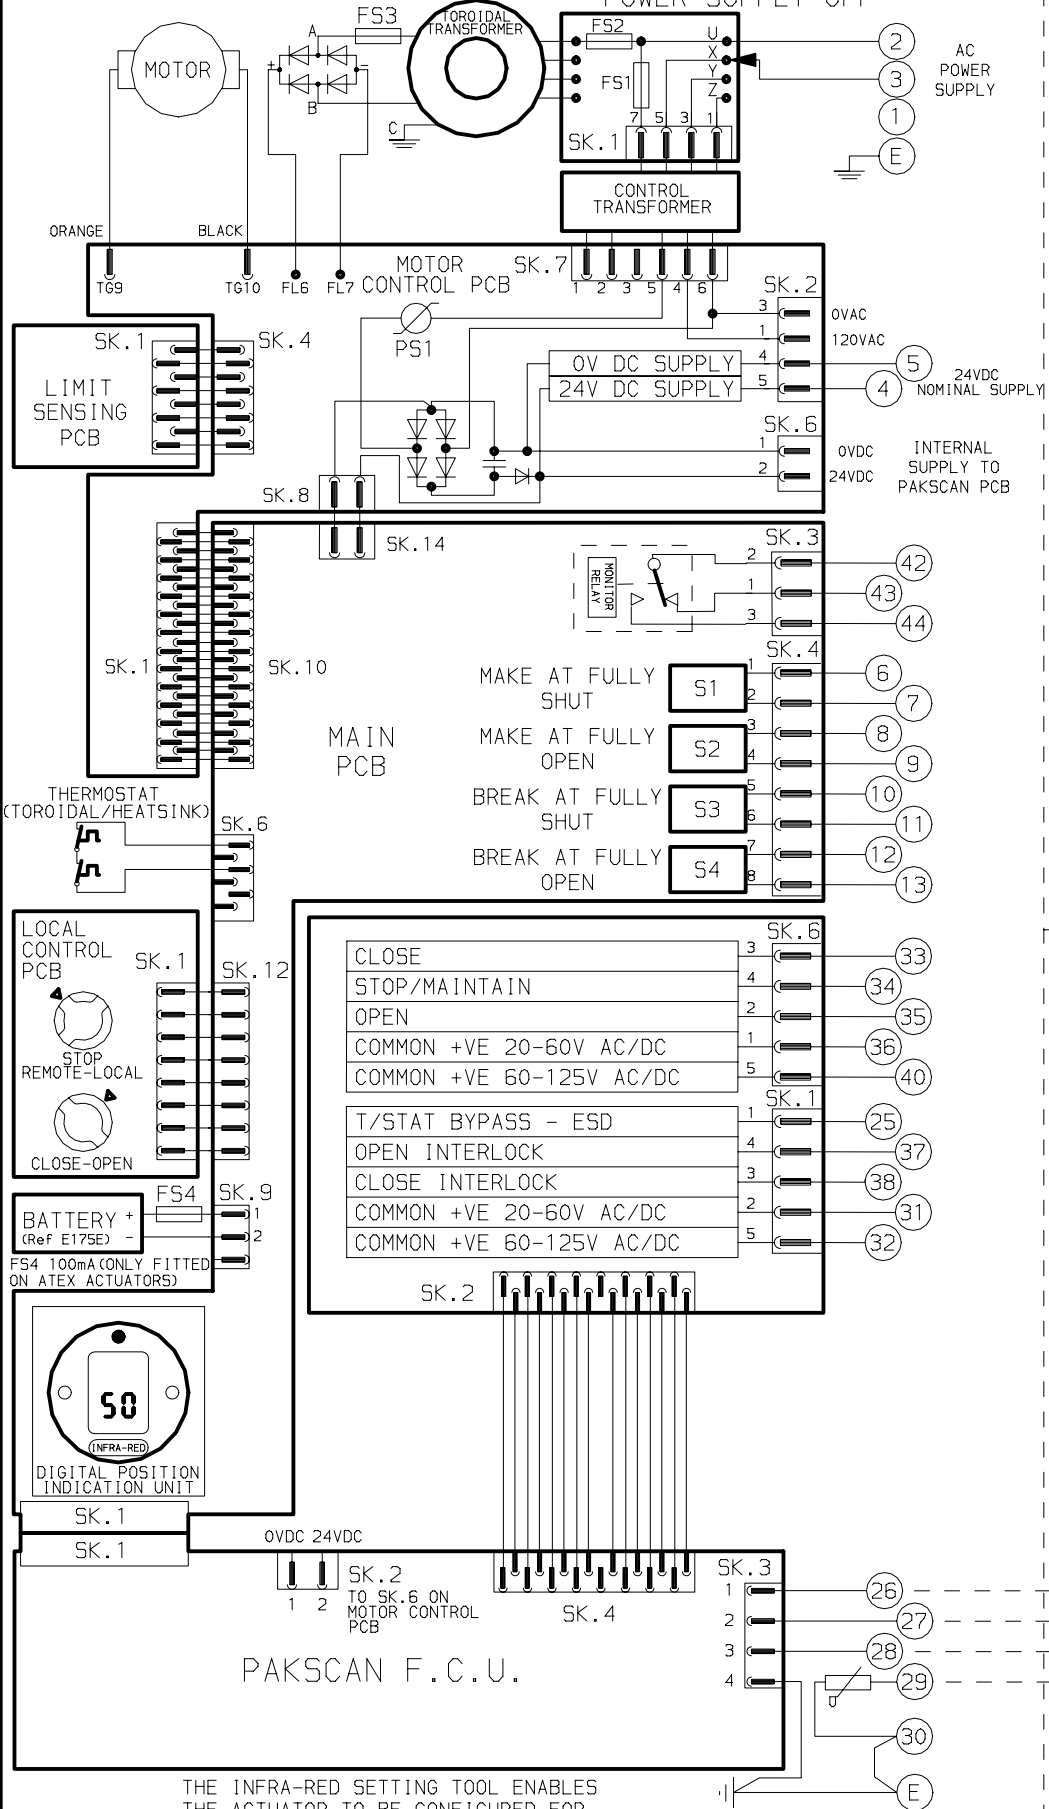 FS3
TOROIDAL
TRANSFORMER
FS2
U
X
Y
Z
FS1
7 5 3 1
SK.1
2
3
1
E
AC
POWER
SUPPLY
MOTOR
A
+ -
B
C
CONTROL
TRANSFORMER
ORANGE
BLACK
TG9
TG10
FL6
FL7
MOTOR
CONTROL PCB
SK.7
1 2 3 5 4 6
SK.2
3 0VAC
1 120VAC
PS1
0V DC SUPPLY 4 5
24V DC SUPPLY 5 4
24VDC
NOMINAL SUPPLY
SK.6
1 0VDC
2 24VDC
INTERNAL
SUPPLY TO
PAKSCAN PCB
SK.1
SK.4
LIMIT
SENSING
PCB
SK.8
SK.14
SK.3
MONITOR
RELAY
2 42
1 43
3 44
SK.1
SK.10
MAIN
PCB
SK.4
MAKE AT FULLY
SHUT
S1
1 6
2 7
MAKE AT FULLY
OPEN
S2
3 8
4 9
BREAK AT FULLY
SHUT
S3
5 10
6 11
BREAK AT FULLY
OPEN
S4
7 12
8 13
THERMOSTAT
(TOROIDAL/HEATSINK)
SK.6
LOCAL
CONTROL
PCB
SK.1
SK.12
STOP
REMOTE-LOCAL
CLOSE-OPEN
SK.6
CLOSE 3 33
STOP/MAINTAIN 4 34
OPEN 2 35
COMMON +VE 20-60V AC/DC 1 36
COMMON +VE 60-125V AC/DC 5 40
SK.1
T/STAT BYPASS - ESD 1 25
OPEN INTERLOCK 4 37
CLOSE INTERLOCK 3 38
COMMON +VE 20-60V AC/DC 2 31
COMMON +VE 60-125V AC/DC 5 32
SK.2
FS4
SK.9
BATTERY + 1
(Ref E175E) - 2
FS4 100mA(ONLY FITTED
ON ATEX ACTUATORS)
50
INFRA-RED
DIGITAL POSITION
INDICATION UNIT
SK.1
SK.1
0VDC 24VDC
1 2
SK.2
TO SK.6 ON
MOTOR CONTROL
PCB
SK.4
SK.3
1 26
2 27
3 28
4 29
30
E
PAKSCAN F.C.U.
THE INFRA-RED SETTING TOOL ENABLES